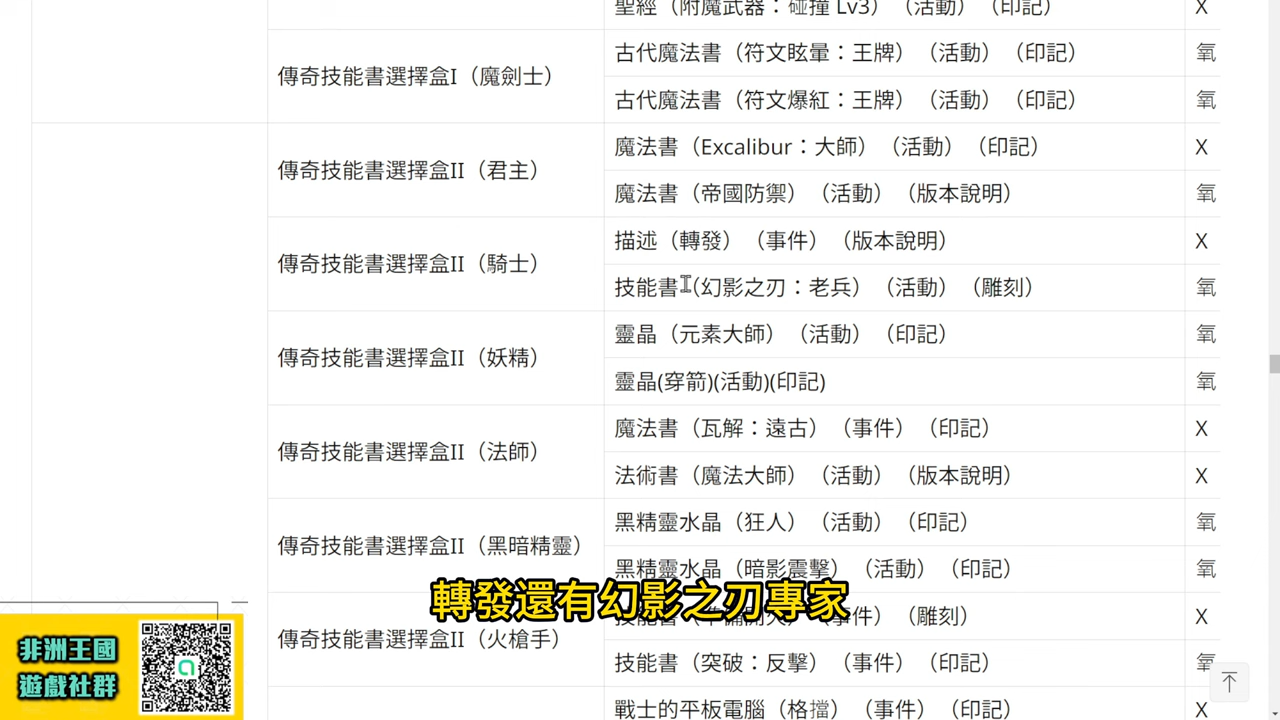 聖經（附魔武器：碰撞 Lv3）（活動）（印記） X
傳奇技能書選擇盒I（魔劍士）
古代魔法書（符文眩暈：王牌）（活動）（印記） 氧
古代魔法書（符文爆紅：王牌）（活動）（印記） 氧
傳奇技能書選擇盒II（君主）
魔法書（Excalibur：大師）（活動）（印記） X
魔法書（帝國防禦）（活動）（版本說明） 氧
傳奇技能書選擇盒II（騎士）
描述（轉發）（事件）（版本說明） X
技能書（幻影之刃：老兵）（活動）（雕刻） 氧
傳奇技能書選擇盒II（妖精）
靈晶（元素大師）（活動）（印記） 氧
靈晶(穿箭)(活動)(印記) 氧
傳奇技能書選擇盒II（法師）
魔法書（瓦解：遠古）（事件）（印記） X
法術書（魔法大師）（活動）（版本說明） X
傳奇技能書選擇盒II（黑暗精靈）
黑精靈水晶（狂人）（活動）（印記） 氧
黑精靈水晶（暗影震擊）（活動）（印記） 氧
轉發還有幻影之刃專家
傳奇技能書選擇盒II（火槍手）
事件）（雕刻） X
技能書（突破：反擊）（事件）（印記） 氧
戰士的平板電腦（格擋）（事件）（印記） X
非洲王國
遊戲社群